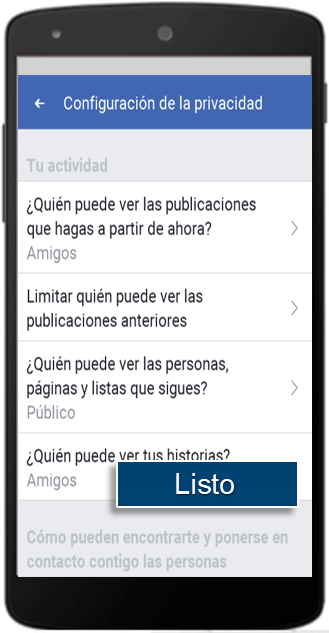 Configuración de la privacidad
Tu actividad
¿Quién puede ver las publicaciones
que hagas a partir de ahora?
Amigos
Limitar quién puede ver las
publicaciones anteriores
¿Quién puede ver las personas,
páginas y listas que sigues?
Público
¿Quién puede ver tus historias?
Amigos
Listo
Cómo pueden encontrarte y ponerse en
contacto contigo las personas